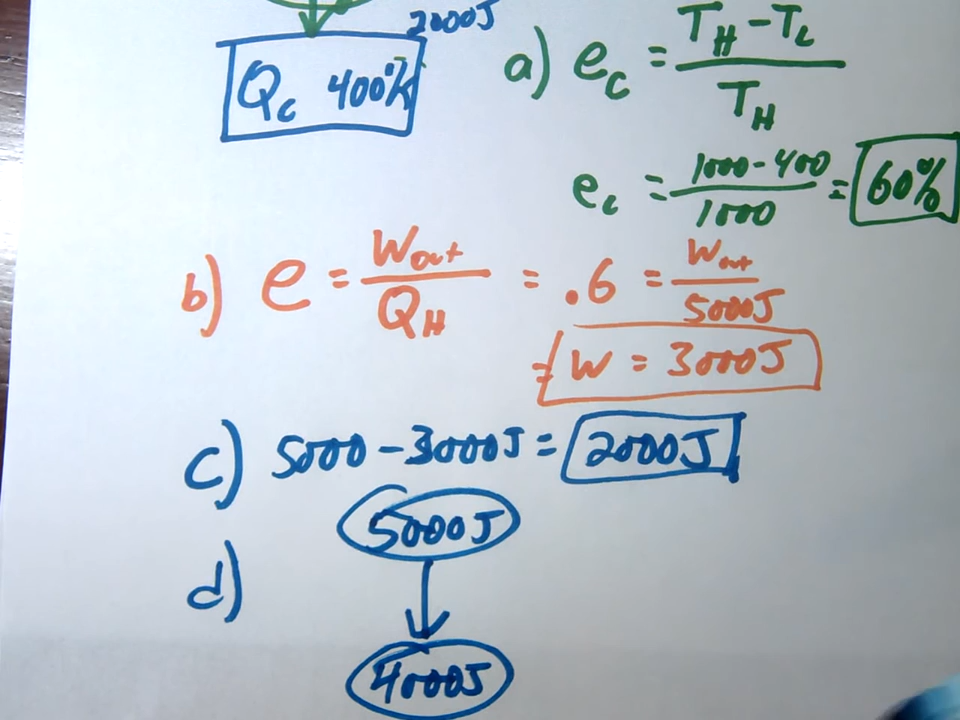 2000J
Qc 400°K
a) ec = TH - TL / TH
ec = 1000 - 400 / 1000 = 60%
b) e = Wout / QH = .6 = Wout / 5000J
= W = 3000J
c) 5000 - 3000J = 2000J
5000J
d)
4000J